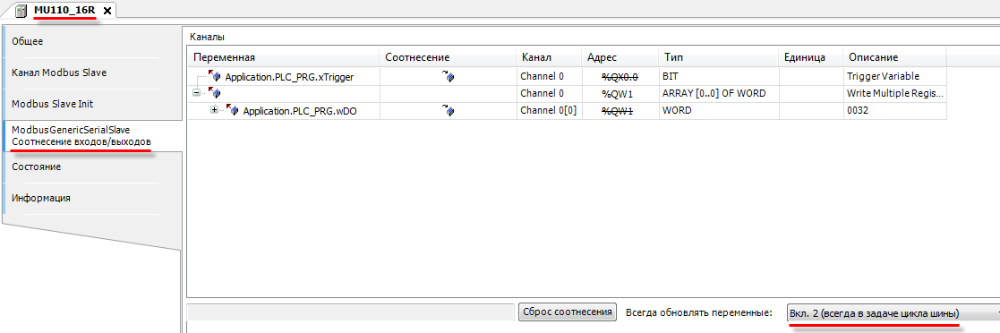 MU110_16R
Общее
Канал Modbus Slave
Modbus Slave Init
ModbusGenericSerialSlave
Соотнесение входов/выходов
Состояние
Информация
Каналы
Переменная Соотнесение Канал Адрес Тип Единица Описание
Application.PLC_PRG.xTrigger Channel 0 %QX0.0 BIT Trigger Variable
Channel 0 %QW1 ARRAY [0..0] OF WORD Write Multiple Regis...
Application.PLC_PRG.wDO Channel 0[0] %QW1 WORD 0032
Сброс соотнесения Всегда обновлять переменные: Вкл. 2 (всегда в задаче цикла шины)